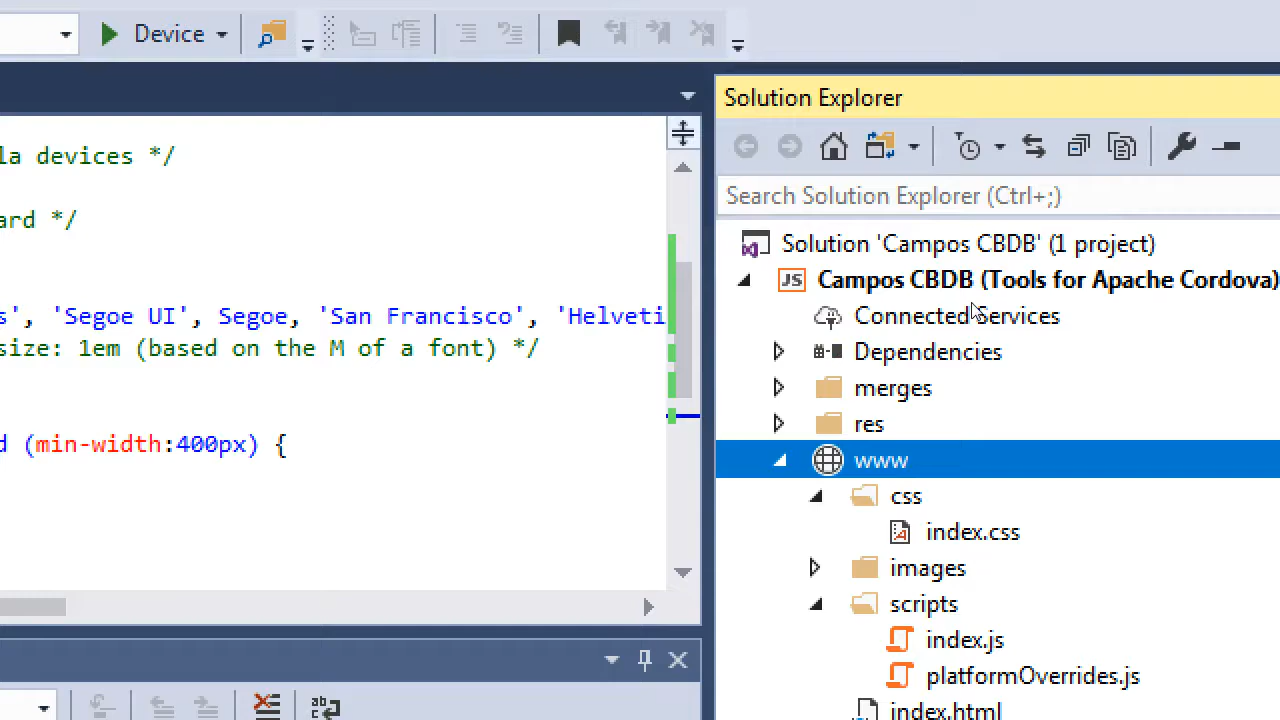 Device
Solution Explorer
la devices */
Search Solution Explorer (Ctrl+;)
ard */
Solution 'Campos CBDB' (1 project)
JS Campos CBDB (Tools for Apache Cordova)
s', 'Segoe UI', Segoe, 'San Francisco', 'Helveti
Connected Services
size: 1em (based on the M of a font) */
Dependencies
merges
res
d (min-width:400px) {
www
css
index.css
images
scripts
index.js
platformOverrides.js
index.html